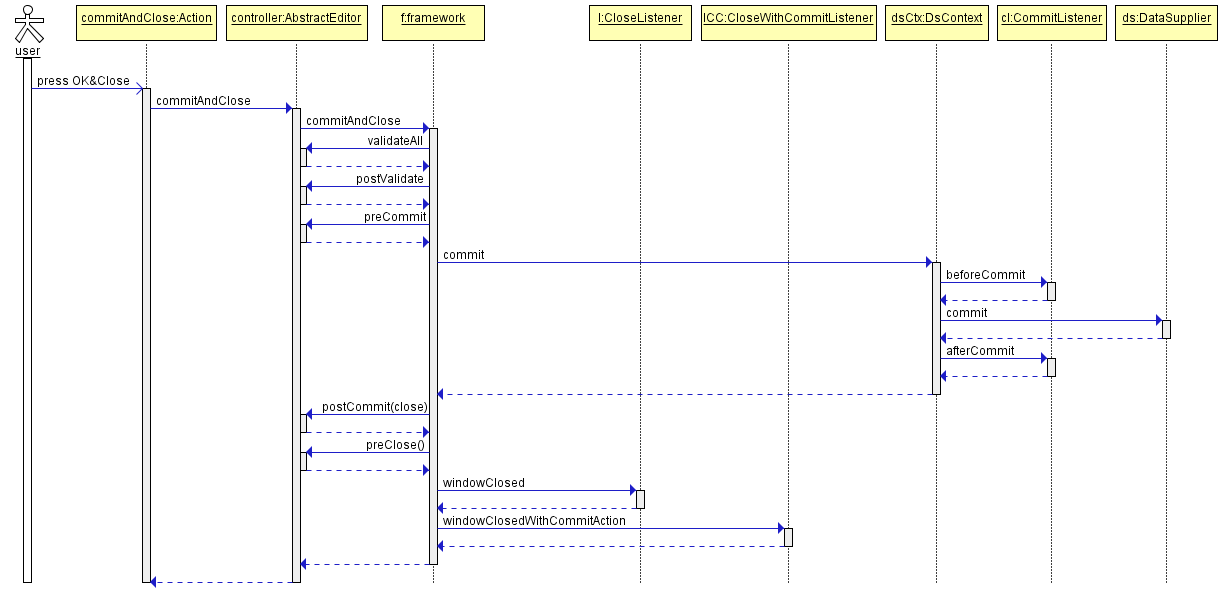 commitAndClose:Action
controller:AbstractEditor
f:framework
l:CloseListener
lCC:CloseWithCommitListener
dsCtx:DsContext
cl:CommitListener
ds:DataSupplier
user
press OK&Close
commitAndClose
commitAndClose
validateAll
postValidate
preCommit
commit
beforeCommit
commit
afterCommit
postCommit(close)
preClose()
windowClosed
windowClosedWithCommitAction